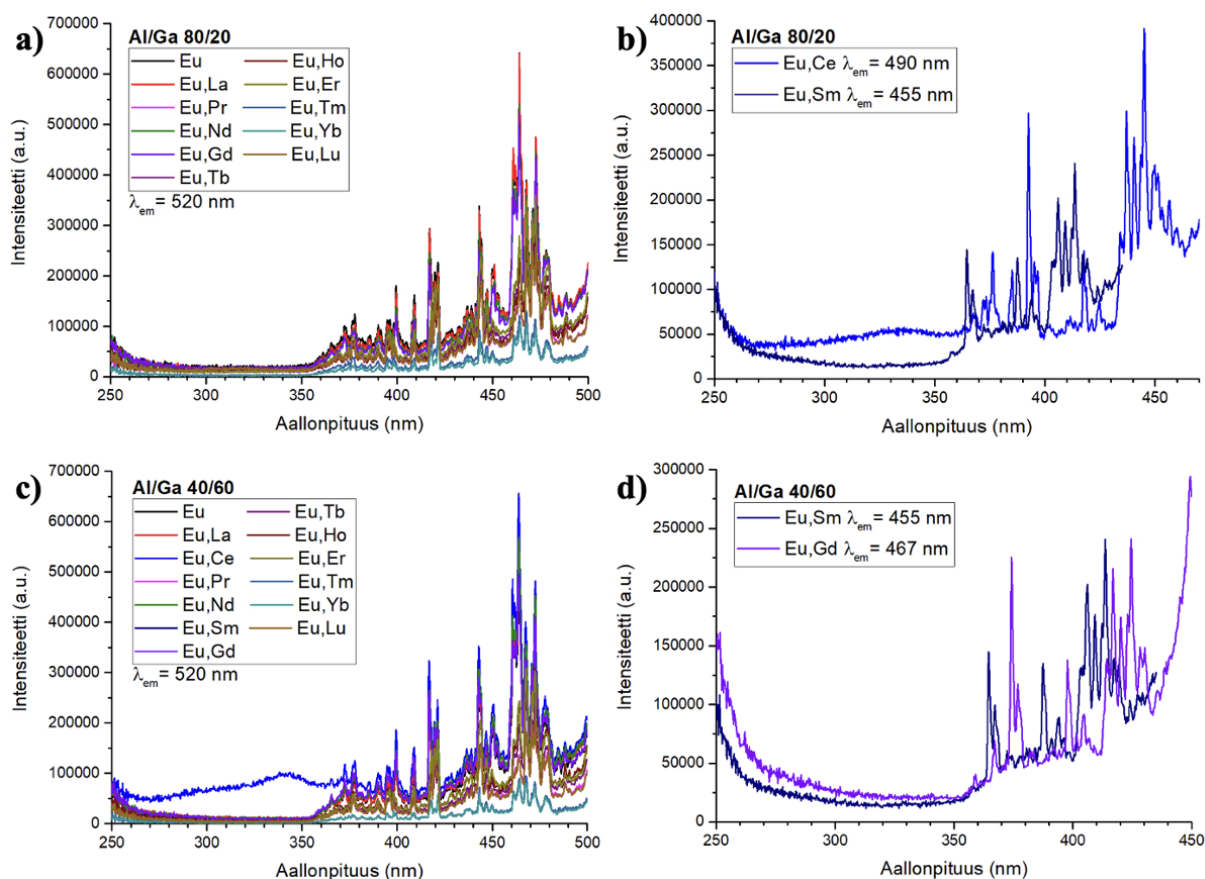 a)
Al/Ga 80/20
Eu
Eu,La
Eu,Pr
Eu,Nd
Eu,Gd
Eu,Tb
Eu,Ho
Eu,Er
Eu,Tm
Eu,Yb
Eu,Lu
λem= 520 nm
Intensiteetti (a.u.)
700000
600000
500000
400000
300000
200000
100000
0
250 300 350 400 450 500
Aallonpituus (nm)
b)
Al/Ga 80/20
Eu,Ce λem= 490 nm
Eu,Sm λem= 455 nm
Intensiteetti (a.u.)
400000
350000
300000
250000
200000
150000
100000
50000
0
250 300 350 400 450
Aallonpituus (nm)
c)
Al/Ga 40/60
Eu
Eu,La
Eu,Ce
Eu,Pr
Eu,Nd
Eu,Sm
Eu,Gd
Eu,Tb
Eu,Ho
Eu,Er
Eu,Tm
Eu,Yb
Eu,Lu
λem= 520 nm
Intensiteetti (a.u.)
700000
600000
500000
400000
300000
200000
100000
0
250 300 350 400 450 500
Aallonpituus (nm)
d)
Al/Ga 40/60
Eu,Sm λem= 455 nm
Eu,Gd λem= 467 nm
Intensiteetti (a.u.)
300000
250000
200000
150000
100000
50000
0
250 300 350 400 450
Aallonpituus (nm)